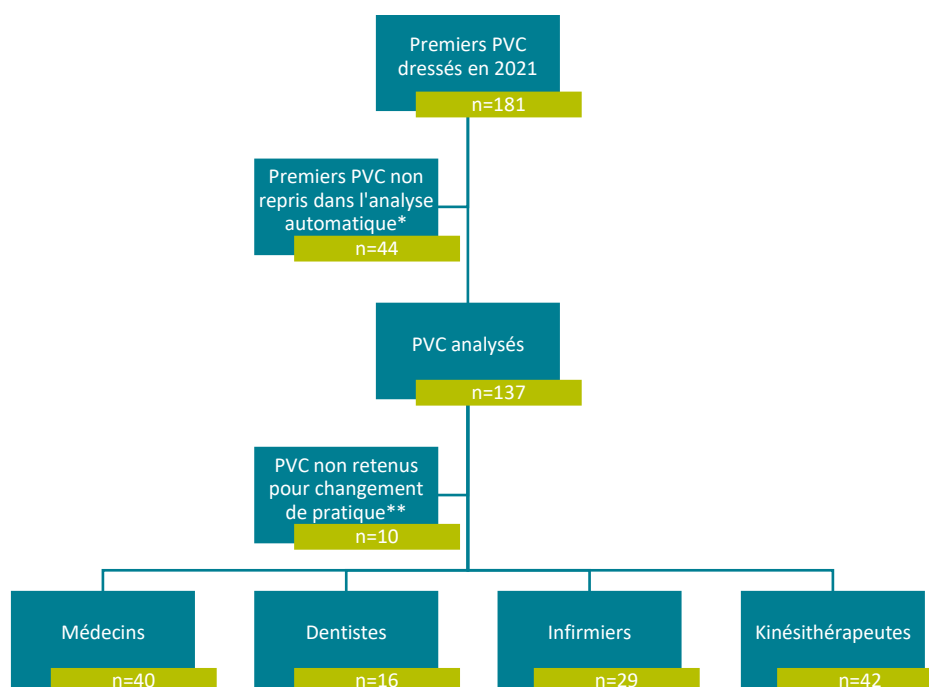 Premiers PVC
dressés en 2021
n=181
Premiers PVC non
repris dans l'analyse
automatique*
n=44
PVC analysés
n=137
PVC non retenus
pour changement
de pratique**
n=10
Médecins
n=40
Dentistes
n=16
Infirmiers
n=29
Kinésithérapeutes
n=42